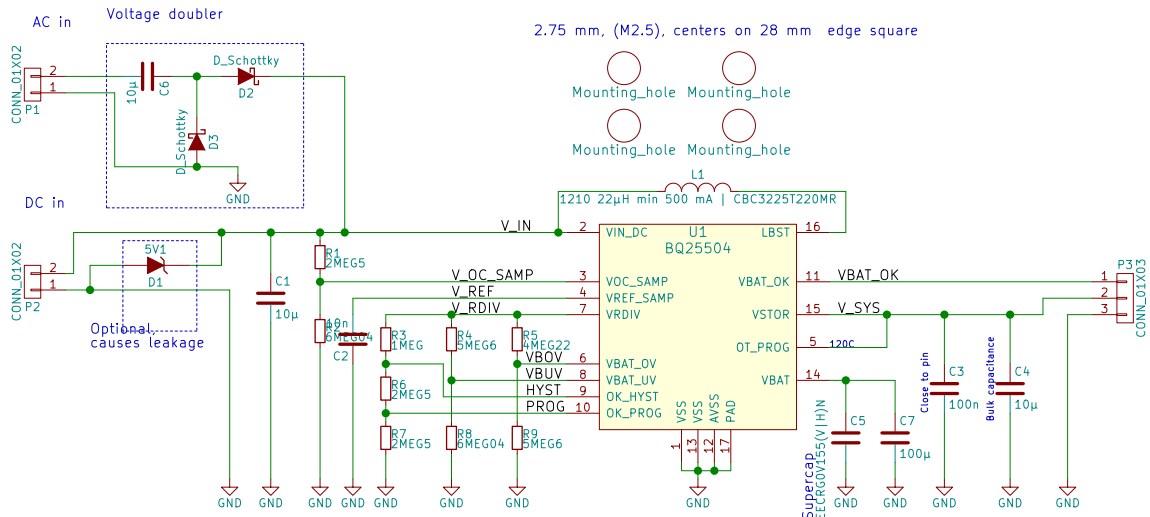 AC in
Voltage doubler
2.75 mm, (M2.5), centers on 28 mm edge square
CONN_01X02
2
1
P1
10µ
C6
D_Schottky
D2
D_Schottky
D3
GND
Mounting_hole
Mounting_hole
Mounting_hole
Mounting_hole
DC in
L1
1210 22µH min 500 mA | CBC3225T220MR
CONN_01X02
2
1
P2
5V1
D1
Optional,
causes leakage
C1
10µ
R1
2MEG5
R2
6MEG04
10n
C2
V_IN
V_OC_SAMP
V_REF
V_RDIV
R3
1MEG
R4
5MEG6
R5
4MEG22
VBOV
VBUV
HYST
PROG
R6
2MEG5
R7
2MEG5
R8
6MEG04
R9
5MEG6
U1
BQ25504
2
VIN_DC
3
VOC_SAMP
4
VREF_SAMP
7
VRDIV
6
VBAT_OV
8
VBAT_UV
9
OK_HYST
10
OK_PROG
LBST
16
VBAT_OK
11
VSTOR
15
OT_PROG
5
VBAT
14
VSS
VSS
AVSS
PAD
1
13
12
17
VBAT_OK
V_SYS
120C
P3
CONN_01X03
1
2
3
Close to pin
C3
100n
Bulk capacitance
C4
10µ
Supercap
EECRG0V155(V|H)N
C5
C7
100µ
GND
GND
GND
GND
GND
GND
GND
GND
GND
GND
GND
GND
GND